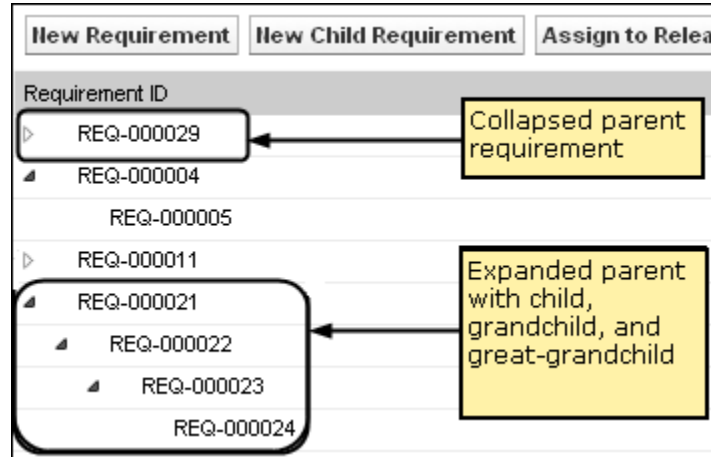 New Requirement New Child Requirement Assign to Relea
Requirement ID
REQ-000029
Collapsed parent
requirement
REQ-000004
REQ-000005
REQ-000011
REQ-000021
REQ-000022
REQ-000023
REQ-000024
Expanded parent
with child,
grandchild, and
great-grandchild